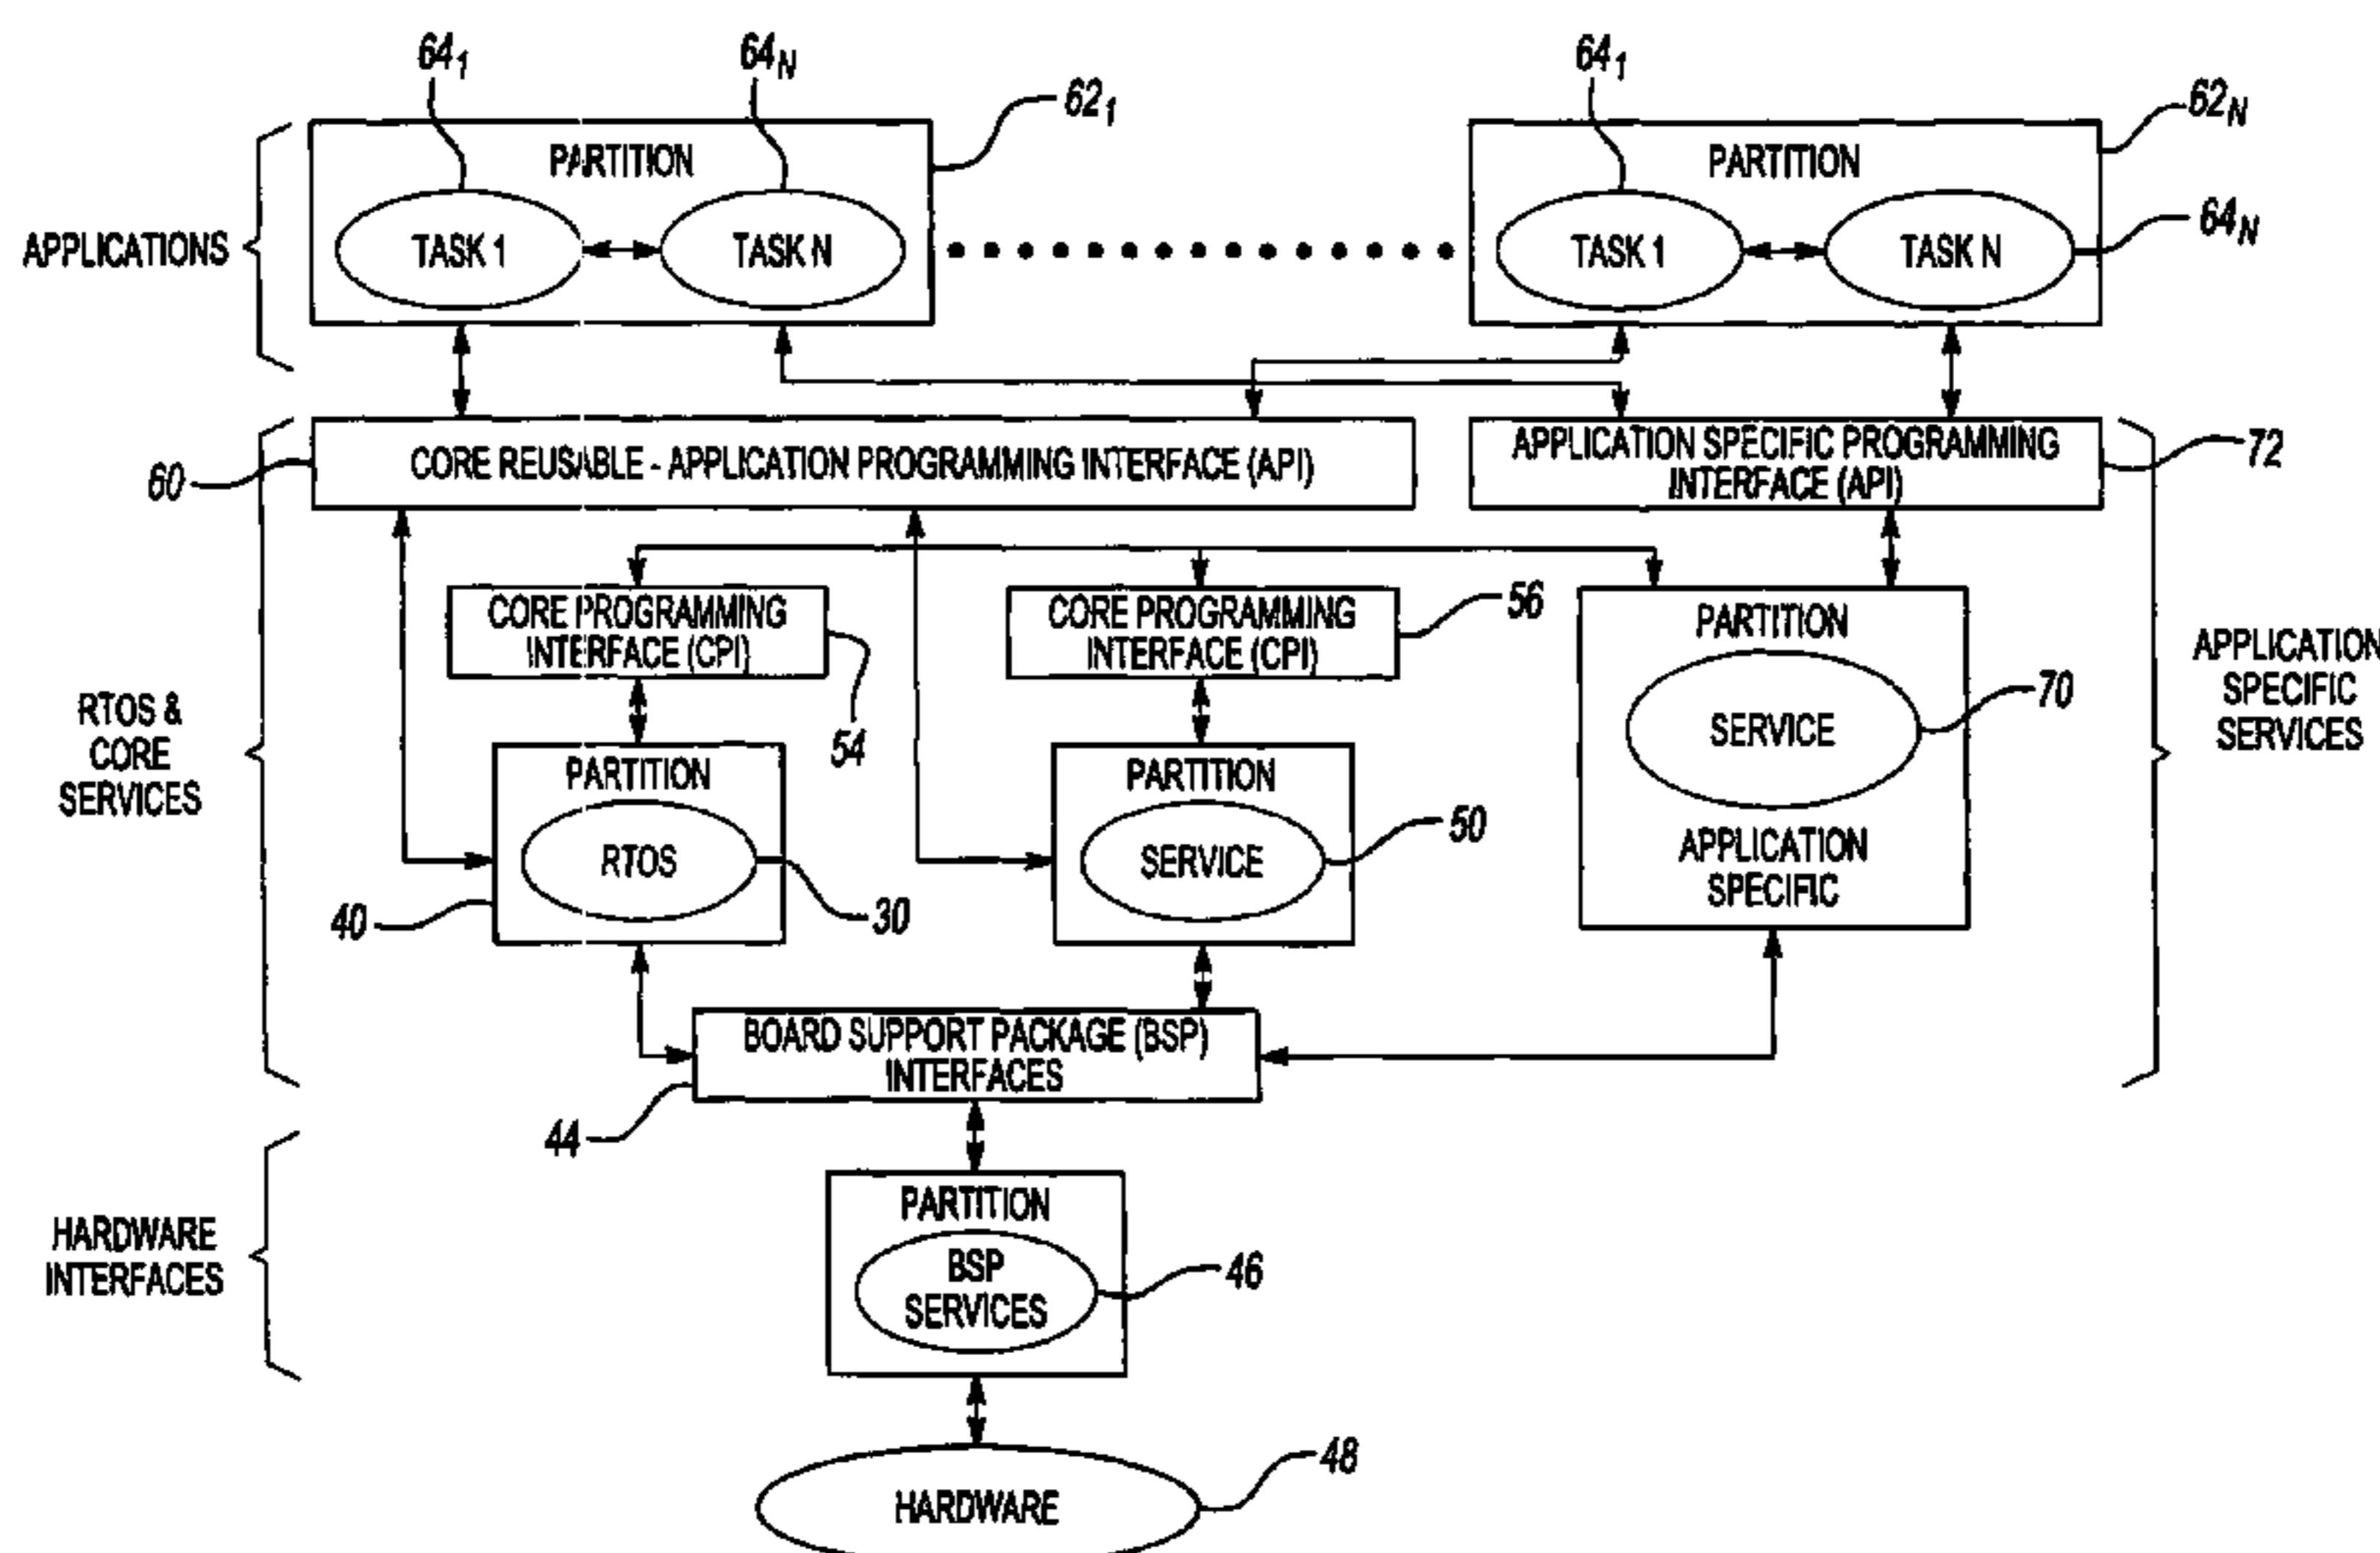 64₁
64N
62₁
64₁
62N
PARTITION
PARTITION
APPLICATIONS
TASK 1
TASK N
TASK 1
TASK N
64N
60
CORE REUSABLE - APPLICATION PROGRAMMING INTERFACE (API)
APPLICATION SPECIFIC PROGRAMMING
INTERFACE (API)
72
CORE PROGRAMMING
INTERFACE (CPI)
54
CORE PROGRAMMING
INTERFACE (CPI)
56
PARTITION
SERVICE
70
APPLICATION
SPECIFIC
APPLICATION
SPECIFIC
SERVICES
RTOS &
CORE
SERVICES
PARTITION
RTOS
40
30
PARTITION
SERVICE
50
BOARD SUPPORT PACKAGE (BSP)
INTERFACES
44
HARDWARE
INTERFACES
PARTITION
BSP
SERVICES
46
HARDWARE
48